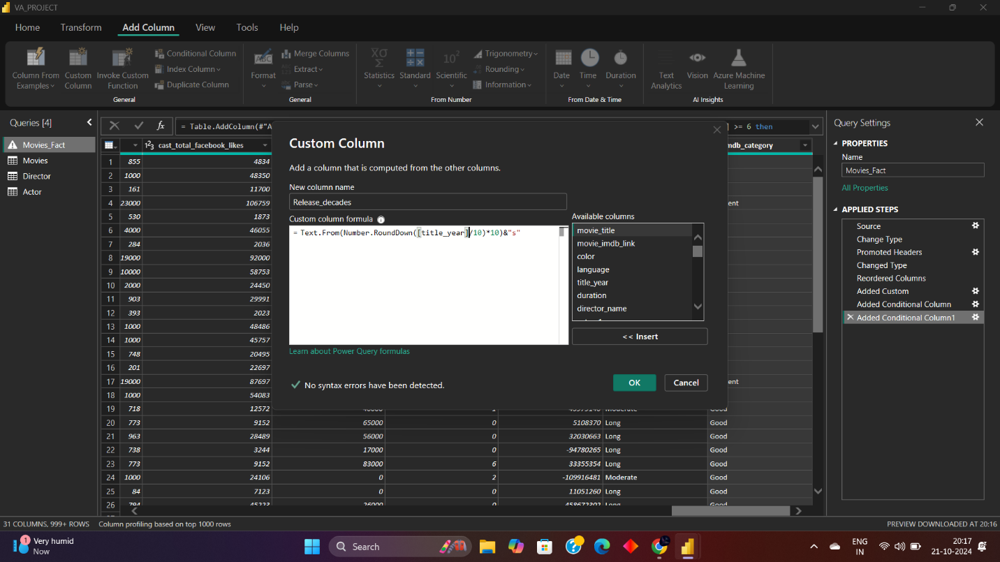 VA_PROJECT
Home Transform Add Column View Tools Help
Column From Examples
Custom Column
Invoke Custom Function
Conditional Column
Index Column
Duplicate Column
General
Format
Merge Columns
Extract
Parse
General
Statistics
Standard
Scientific
Trigonometry
Rounding
Information
From Number
Date
Time
Duration
From Date & Time
Text Analytics
Vision
Azure Machine Learning
AI Insights
Queries [4]
Movies_Fact
Movies
Director
Actor
= Table.AddColumn(#"A
] >= 6 then
cast_total_facebook_likes
mdb_category
1 855 4834
2 1000 48350
3 161 11700
4 23000 106759 ent
5 530 1873
6 4000 46055
7 284 2036
8 19000 92000
9 10000 58753
10 2000 24450
11 903 29991
12 393 2023
13 1000 48486
14 1000 45757
15 748 20495
16 201 22697
17 19000 87697 ent
18 1000 54083
19 718 12572
20 773 9152 65000 0 5108370 Long Good
21 963 28489 56000 0 32030663 Long Good
22 738 3244 17000 0 -94780265 Long Good
23 773 9152 83000 6 33355354 Long Good
24 1000 24106 0 2 -109916481 Moderate Good
25 84 7123 0 0 11051260 Long Good
26 794 45223 26000 0 458672302 Long Good
Custom Column
Add a column that is computed from the other columns.
New column name
Release_decades
Custom column formula
= Text.From(Number.RoundDown([title_year]/10)*10)&"s"
Available columns
movie_title
movie_imdb_link
color
language
title_year
duration
director_name
<< Insert
Learn about Power Query formulas
No syntax errors have been detected.
OK
Cancel
Query Settings
PROPERTIES
Name
Movies_Fact
All Properties
APPLIED STEPS
Source
Change Type
Promoted Headers
Changed Type
Reordered Columns
Added Custom
Added Conditional Column
Added Conditional Column1
31 COLUMNS, 999+ ROWS Column profiling based on top 1000 rows
PREVIEW DOWNLOADED AT 20:16
1
Very humid
Now
Search
ENG
IN
20:17
21-10-2024